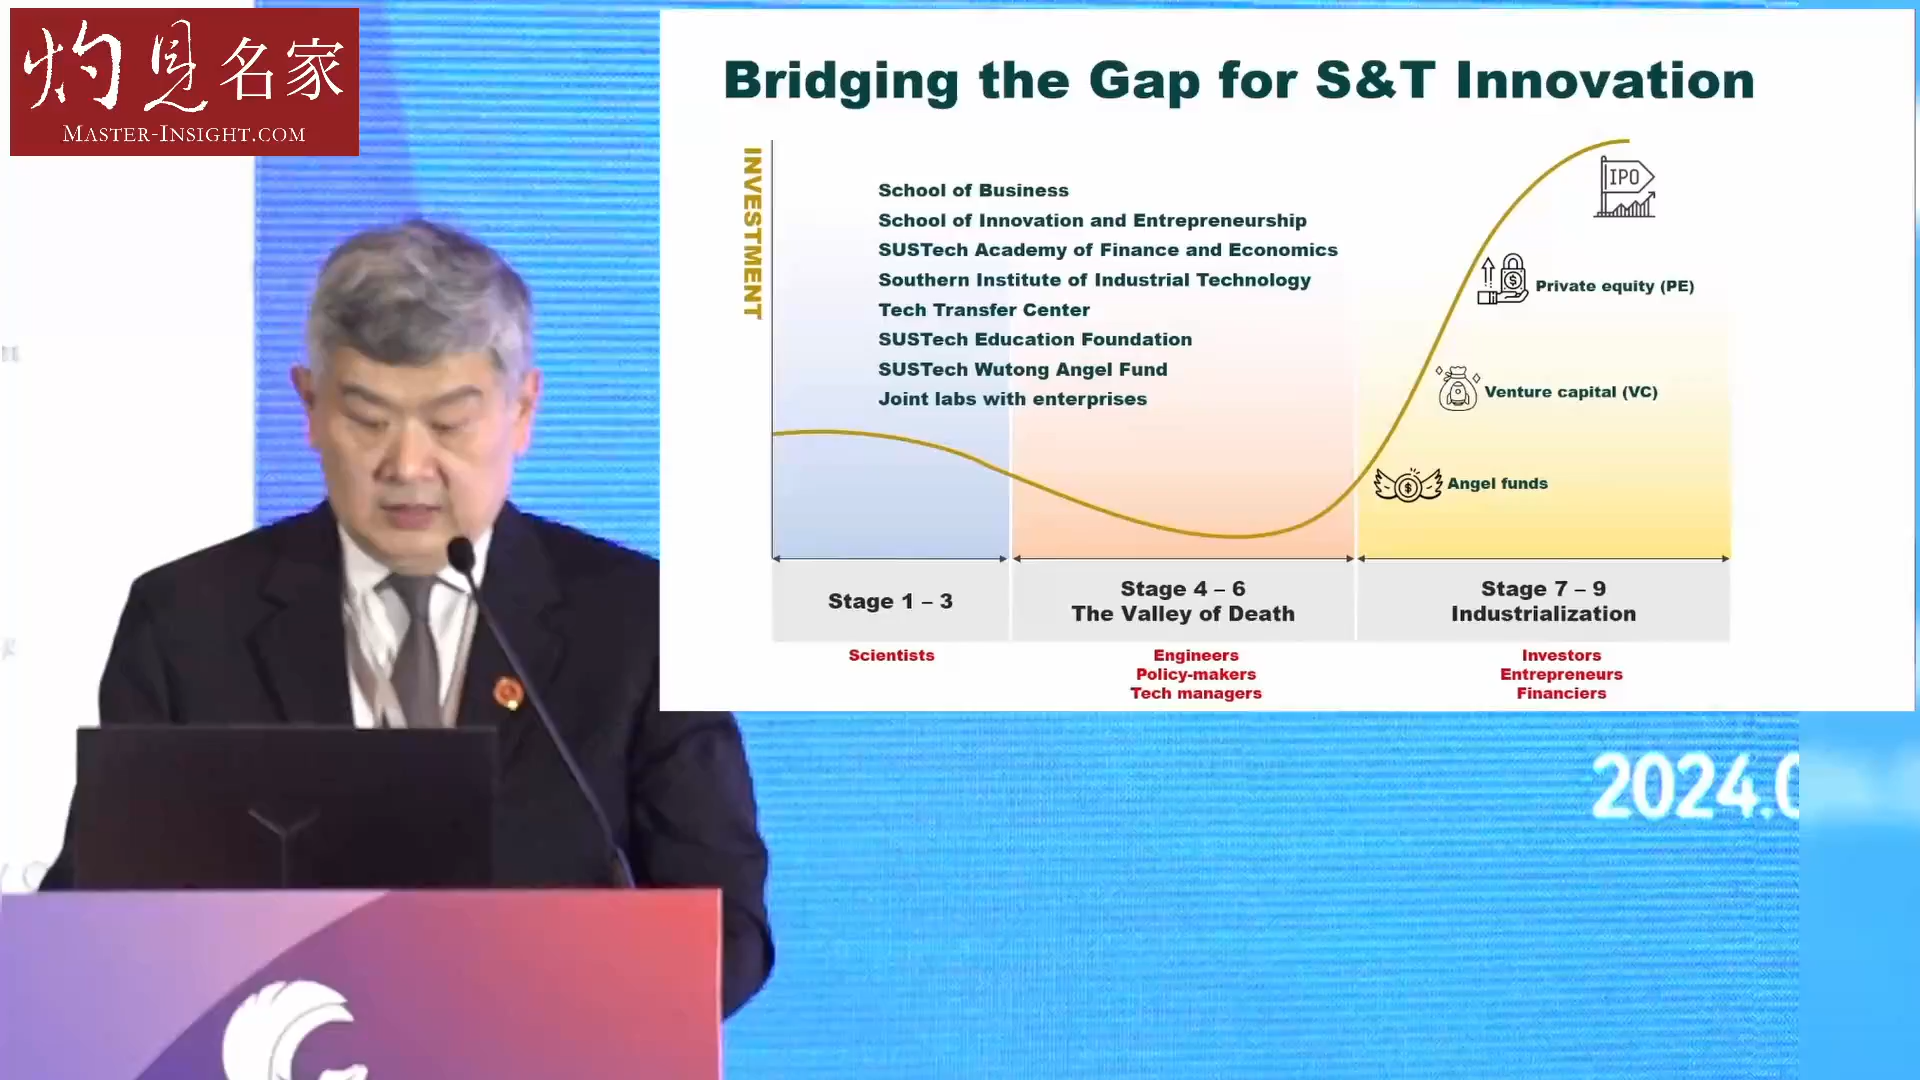 灼見名家
MASTER-INSIGHT.COM
Bridging the Gap for S&T Innovation
INVESTMENT
School of Business
School of Innovation and Entrepreneurship
SUSTech Academy of Finance and Economics
Southern Institute of Industrial Technology
Tech Transfer Center
SUSTech Education Foundation
SUSTech Wutong Angel Fund
Joint labs with enterprises
IPO
Private equity (PE)
Venture capital (VC)
Angel funds
Stage 1 – 3
Stage 4 – 6
The Valley of Death
Stage 7 – 9
Industrialization
Scientists
Engineers
Policy-makers
Tech managers
Investors
Entrepreneurs
Financiers
2024.0